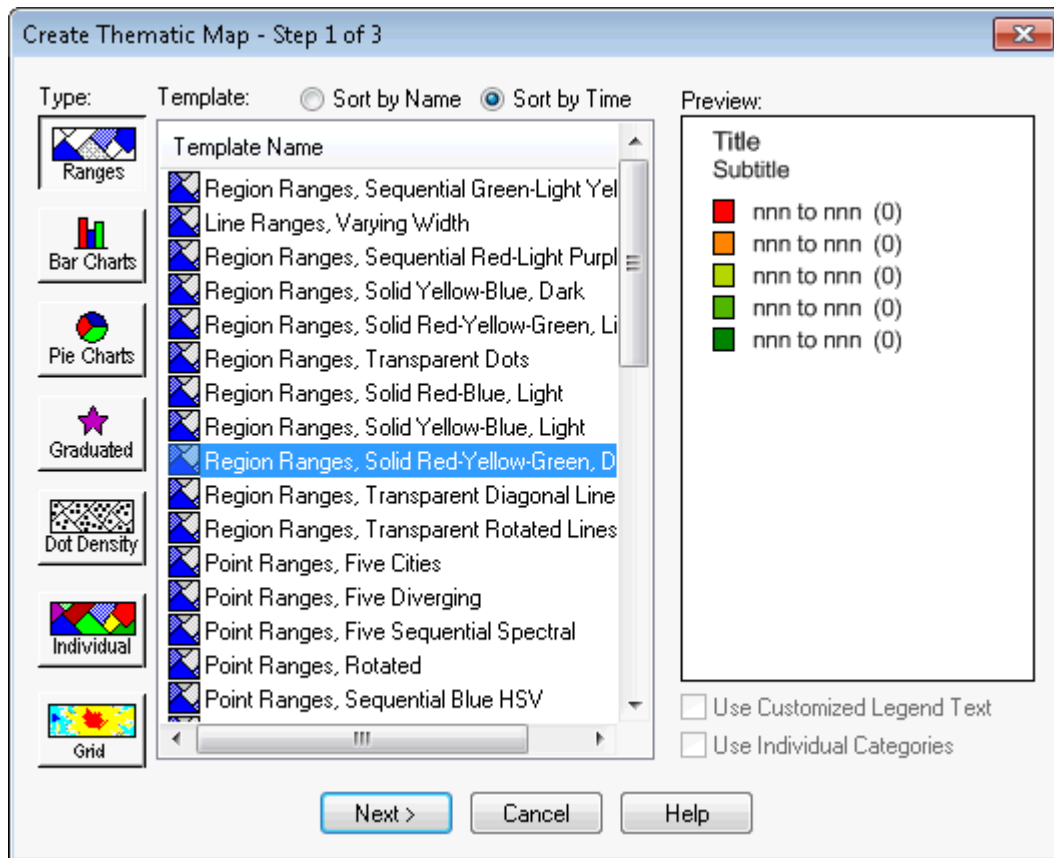 Create Thematic Map - Step 1 of 3
Type:
Ranges
Bar Charts
Pie Charts
Graduated
Dot Density
Individual
Grid
Template:
Sort by Name
Sort by Time
Template Name
Region Ranges, Sequential Green-Light Yel
Line Ranges, Varying Width
Region Ranges, Sequential Red-Light Purpl
Region Ranges, Solid Yellow-Blue, Dark
Region Ranges, Solid Red-Yellow-Green, Li
Region Ranges, Transparent Dots
Region Ranges, Solid Red-Blue, Light
Region Ranges, Solid Yellow-Blue, Light
Region Ranges, Solid Red-Yellow-Green, D
Region Ranges, Transparent Diagonal Line
Region Ranges, Transparent Rotated Lines
Point Ranges, Five Cities
Point Ranges, Five Diverging
Point Ranges, Five Sequential Spectral
Point Ranges, Rotated
Point Ranges, Sequential Blue HSV
Preview:
Title
Subtitle
nnn to nnn (0)
nnn to nnn (0)
nnn to nnn (0)
nnn to nnn (0)
nnn to nnn (0)
Use Customized Legend Text
Use Individual Categories
Next >
Cancel
Help